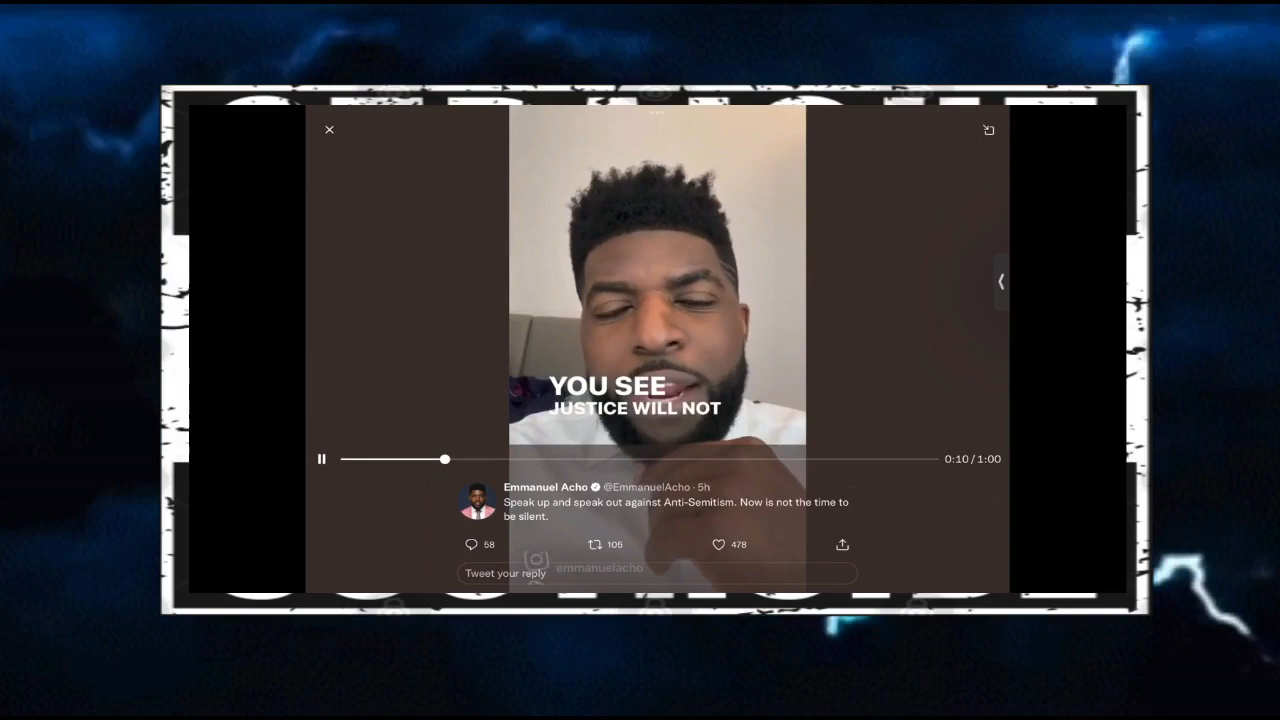 YOU SEE
JUSTICE WILL NOT
0:10 / 1:00
Emmanuel Acho @EmmanuelAcho · 5h
Speak up and speak out against Anti-Semitism. Now is not the time to
be silent.
58 105 478
emmanuelacho
Tweet your reply